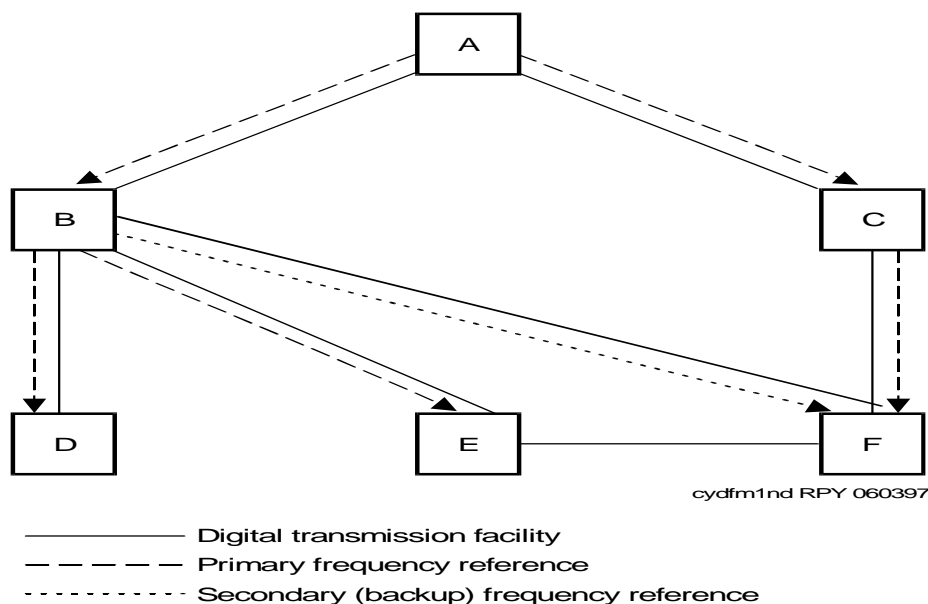 A
B
C
D
E
F
cydfm1nd RPY 060397
Digital transmission facility
Primary frequency reference
Secondary (backup) frequency reference